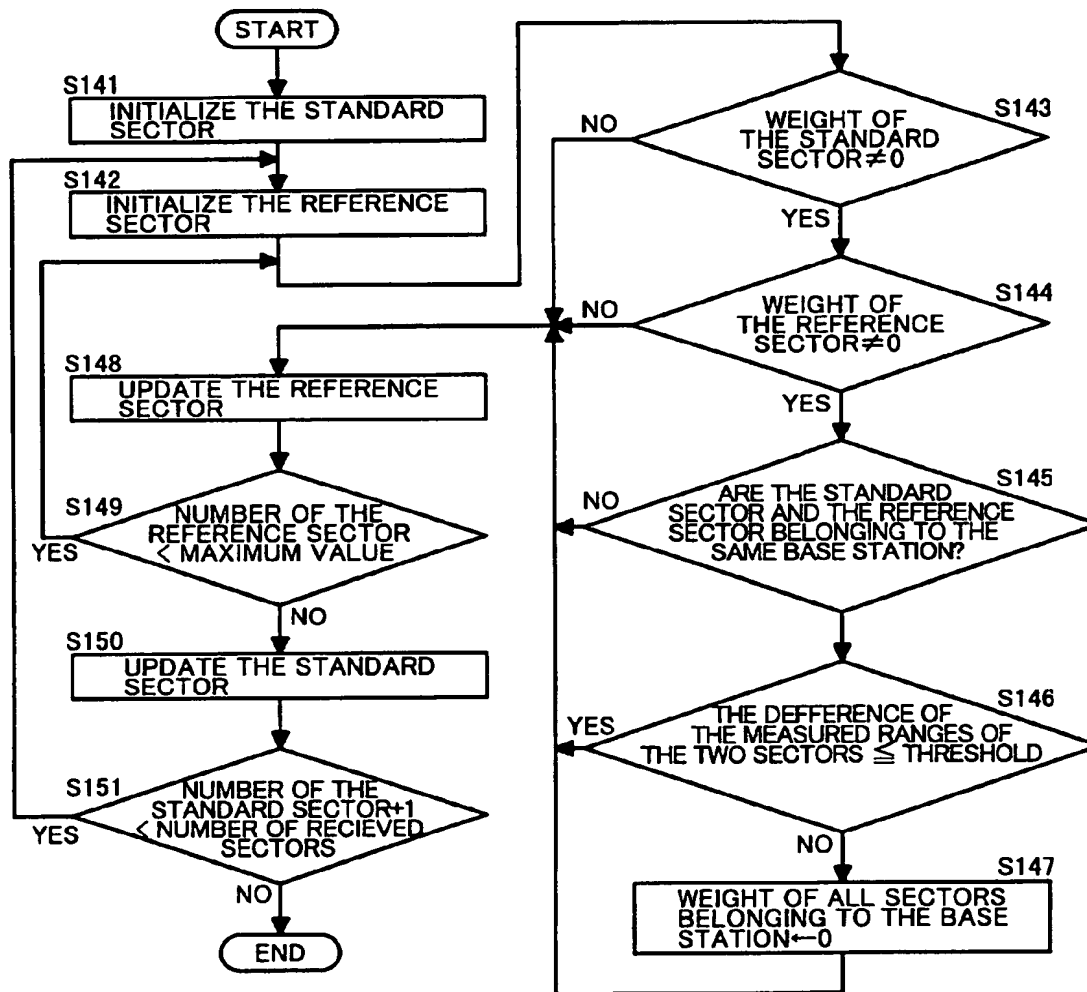 START
S141
INITIALIZE THE STANDARD
SECTOR
S142
INITIALIZE THE REFERENCE
SECTOR
S143
NO
WEIGHT OF
THE STANDARD
SECTOR≠0
YES
S144
NO
WEIGHT OF
THE REFERENCE
SECTOR≠0
YES
S145
NO
ARE THE STANDARD
SECTOR AND THE REFERENCE
SECTOR BELONGING TO THE
SAME BASE STATION?
S146
YES
THE DEFFERENCE OF
THE MEASURED RANGES OF
THE TWO SECTORS ≦ THRESHOLD
NO
S147
WEIGHT OF ALL SECTORS
BELONGING TO THE BASE
STATION←0
S148
UPDATE THE REFERENCE
SECTOR
S149
YES
NUMBER OF THE
REFERENCE SECTOR
< MAXIMUM VALUE
NO
S150
UPDATE THE STANDARD
SECTOR
S151
YES
NUMBER OF THE
STANDARD SECTOR+1
< NUMBER OF RECIEVED
SECTORS
NO
END